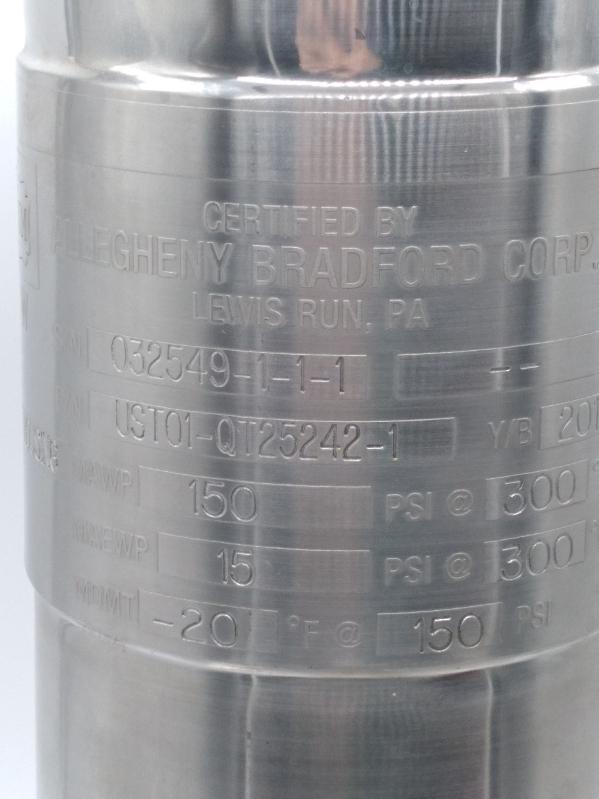 CERTIFIED BY
ALLEGHENY BRADFORD CORP.
LEWIS RUN, PA
S/N 032549-1-1-1 --
UST01-QT25242-1 Y/B 201
MAWP 150 PSI @ 300 °
MAEWP 15 PSI @ 300 °
MDMT -20 °F @ 150 PSI